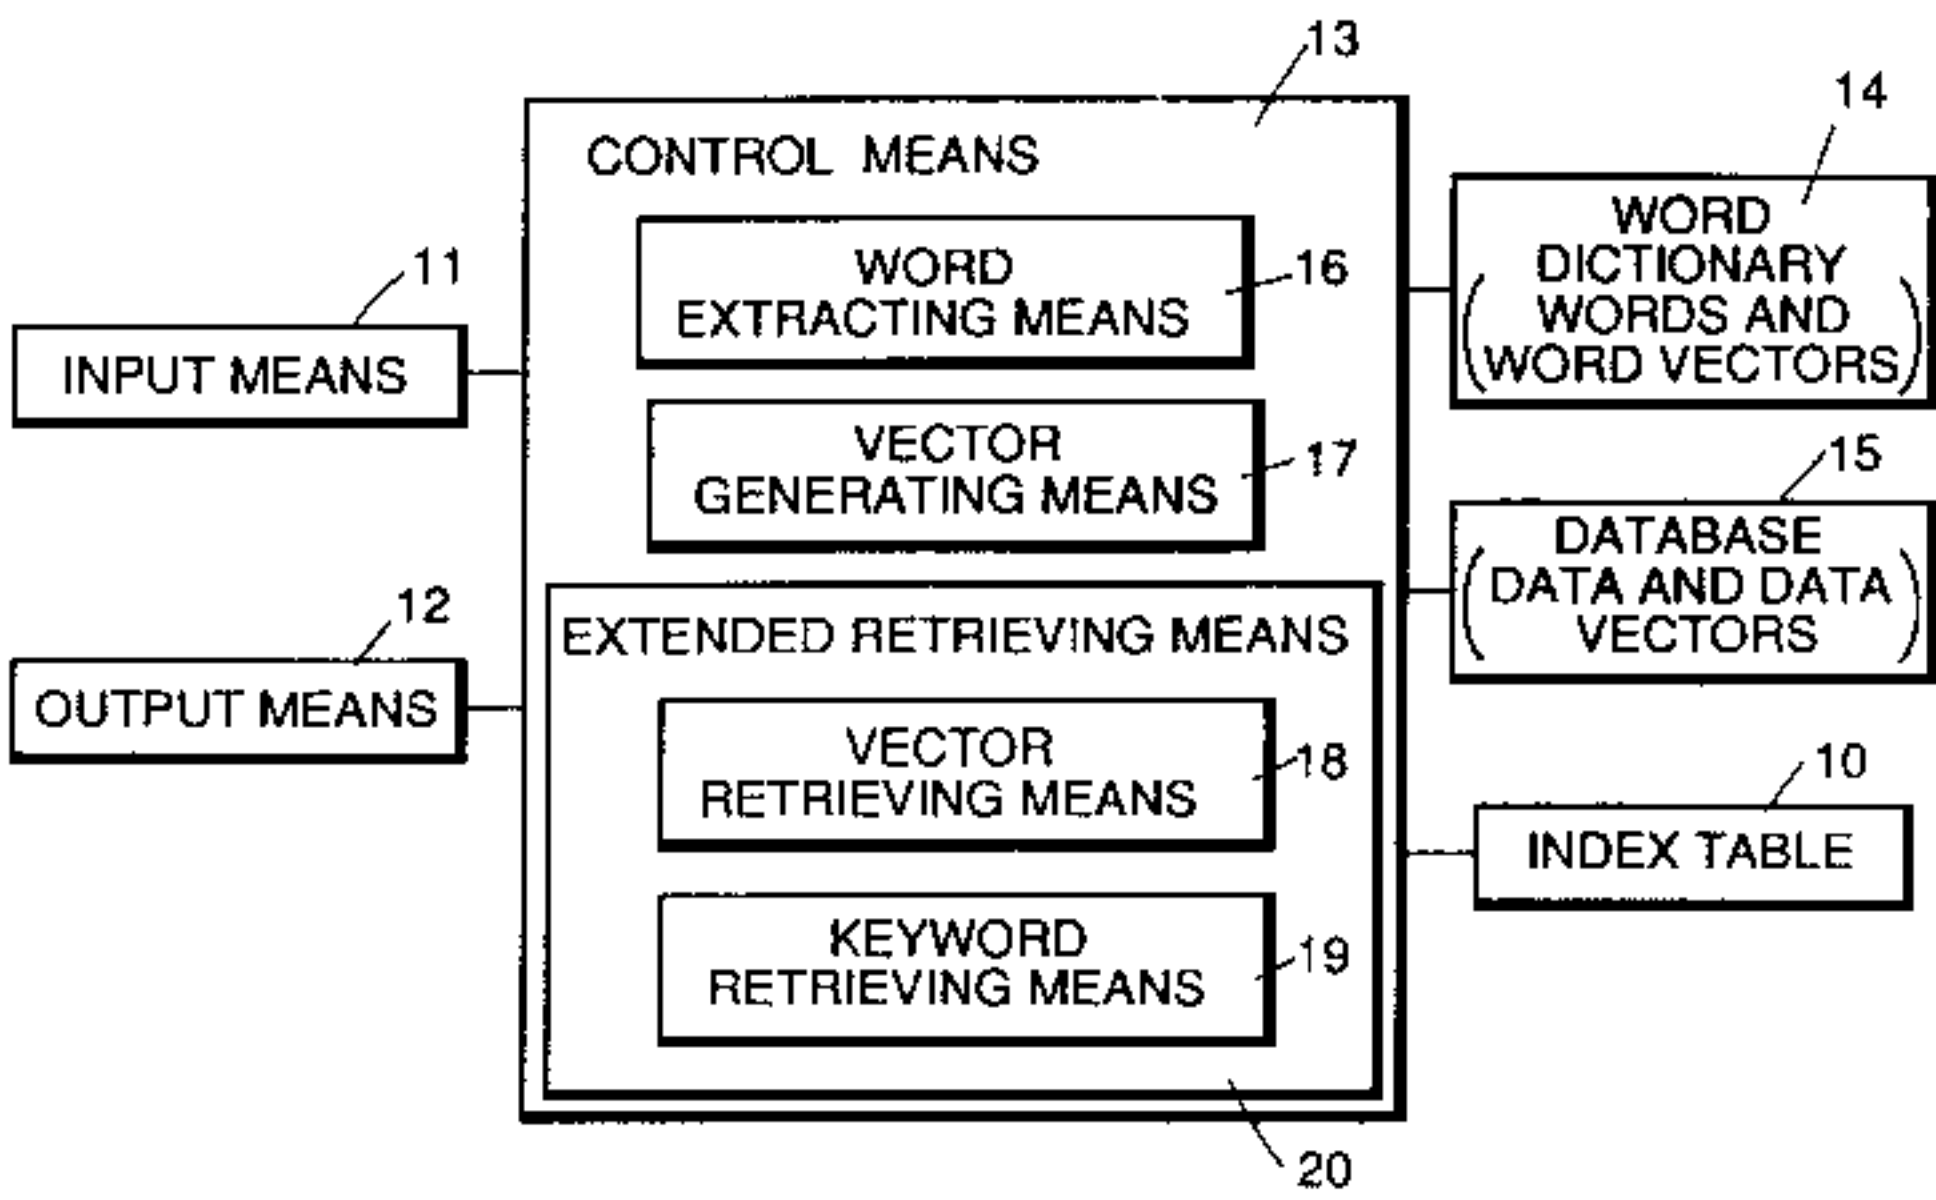 13
CONTROL MEANS
14
WORD
DICTIONARY
(WORDS AND
WORD VECTORS)
WORD
EXTRACTING MEANS
16
11
INPUT MEANS
VECTOR
GENERATING MEANS
17
15
DATABASE
(DATA AND DATA
VECTORS)
12
OUTPUT MEANS
EXTENDED RETRIEVING MEANS
VECTOR
RETRIEVING MEANS
18
10
INDEX TABLE
KEYWORD
RETRIEVING MEANS
19
20